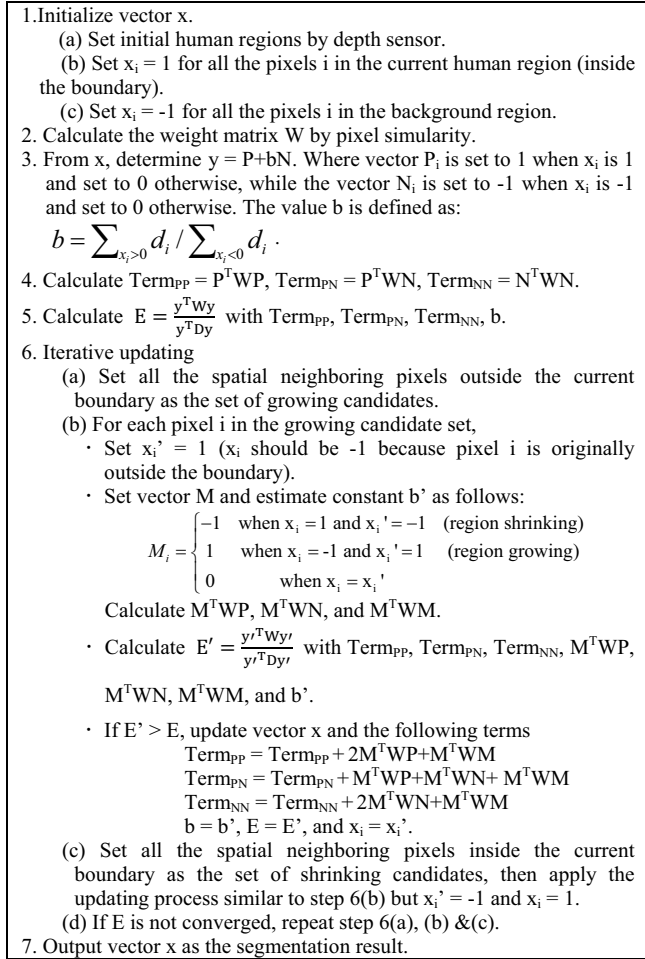 1.Initialize vector x.
(a) Set initial human regions by depth sensor.
(b) Set xᵢ = 1 for all the pixels i in the current human region (inside
the boundary).
(c) Set xᵢ = -1 for all the pixels i in the background region.
2. Calculate the weight matrix W by pixel simularity.
3. From x, determine y = P+bN. Where vector Pᵢ is set to 1 when xᵢ is 1
and set to 0 otherwise, while the vector Nᵢ is set to -1 when xᵢ is -1
and set to 0 otherwise. The value b is defined as:
b = ∑_{xᵢ>0} dᵢ / ∑_{xᵢ<0} dᵢ .
4. Calculate Term_PP = PᵀWP, Term_PN = PᵀWN, Term_NN = NᵀWN.
5. Calculate E = yᵀWy / yᵀDy with Term_PP, Term_PN, Term_NN, b.
6. Iterative updating
(a) Set all the spatial neighboring pixels outside the current
boundary as the set of growing candidates.
(b) For each pixel i in the growing candidate set,
· Set xᵢ’ = 1 (xᵢ should be -1 because pixel i is originally
outside the boundary).
· Set vector M and estimate constant b’ as follows:
−1 when xᵢ = 1 and xᵢ ' = −1 (region shrinking)
Mᵢ = { 1 when xᵢ = -1 and xᵢ ' = 1 (region growing)
0 when xᵢ = xᵢ '
Calculate MᵀWP, MᵀWN, and MᵀWM.
· Calculate E′ = y′ᵀWy′ / y′ᵀDy′ with Term_PP, Term_PN, Term_NN, MᵀWP,
MᵀWN, MᵀWM, and b’.
· If E’ > E, update vector x and the following terms
Term_PP = Term_PP + 2MᵀWP+MᵀWM
Term_PN = Term_PN + MᵀWP+MᵀWN+ MᵀWM
Term_NN = Term_NN + 2MᵀWN+MᵀWM
b = b’, E = E’, and xᵢ = xᵢ’.
(c) Set all the spatial neighboring pixels inside the current
boundary as the set of shrinking candidates, then apply the
updating process similar to step 6(b) but xᵢ’ = -1 and xᵢ = 1.
(d) If E is not converged, repeat step 6(a), (b) &(c).
7. Output vector x as the segmentation result.